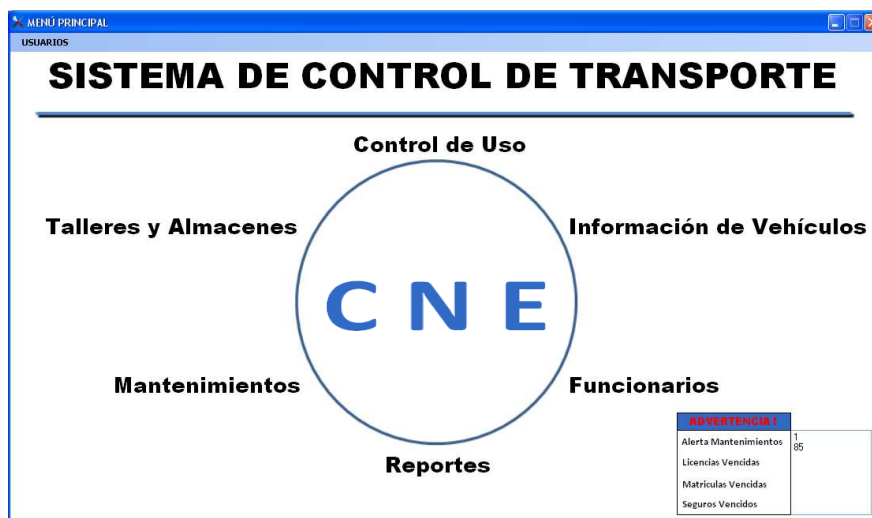 MENÚ PRINCIPAL
USUARIOS
SISTEMA DE CONTROL DE TRANSPORTE
Control de Uso
Talleres y Almacenes
Información de Vehículos
C N E
Mantenimientos
Funcionarios
Reportes
ADVERTENCIA !
Alerta Mantenimientos
1
85
Licencias Vencidas
Matriculas Vencidas
Seguros Vencidos